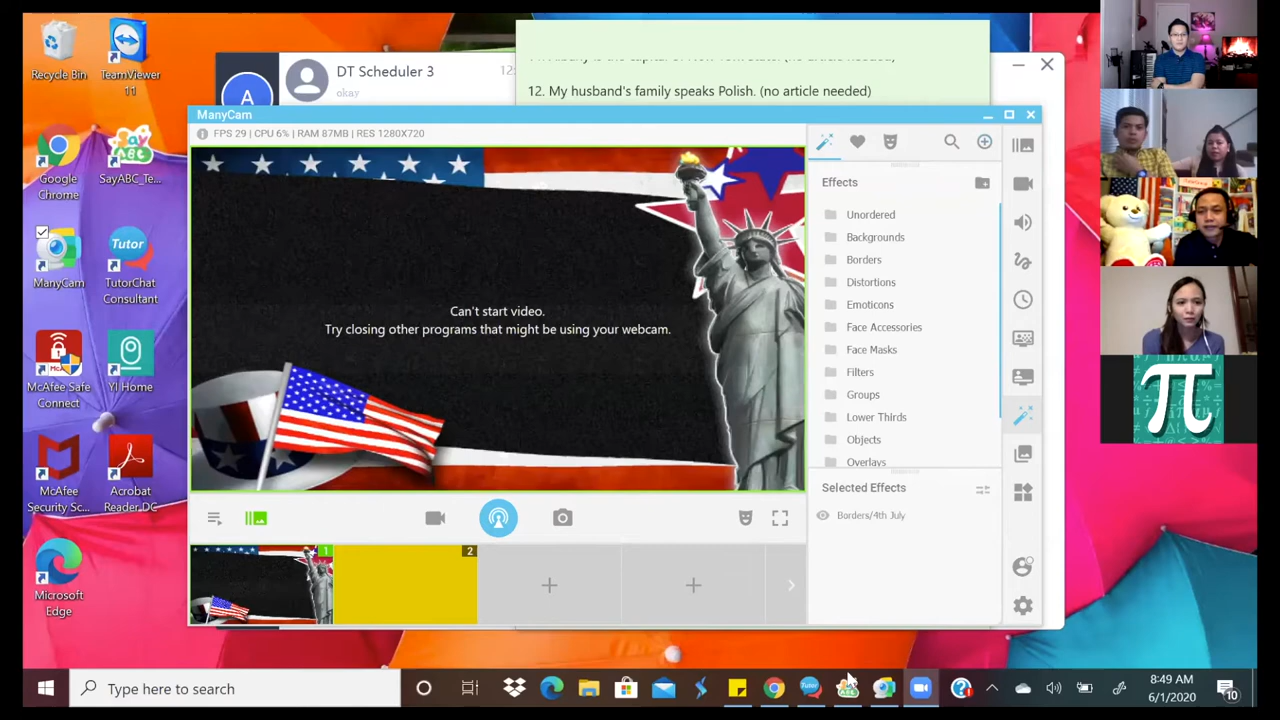 Recycle Bin
TeamViewer
11
Google
Chrome
SayABC_Te...
ManyCam
Tutor
TutorChat
Consultant
McAfee Safe
Connect
YI Home
McAfee
Security Sc...
Acrobat
Reader DC
Microsoft
Edge
A
DT Scheduler 3
okay
12:
12. My husband's family speaks Polish. (no article needed)
ManyCam
FPS 29 | CPU 6% | RAM 87MB | RES 1280X720
Can't start video.
Try closing other programs that might be using your webcam.
1
2
Effects
Unordered
Backgrounds
Borders
Distortions
Emoticons
Face Accessories
Face Masks
Filters
Groups
Lower Thirds
Objects
Overlays
Selected Effects
Borders/4th July
π
Type here to search
Tutor
8:49 AM
6/1/2020
10